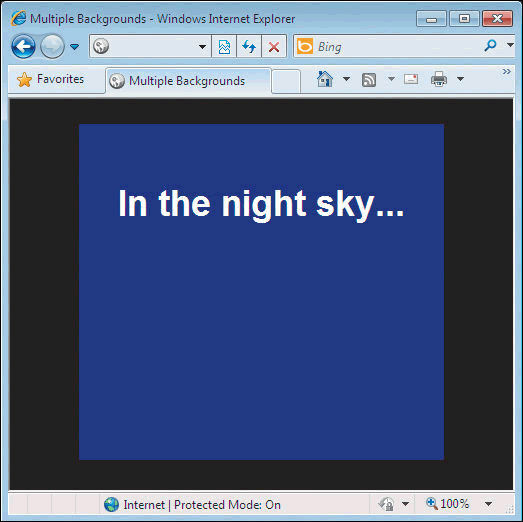 Multiple Backgrounds - Windows Internet Explorer
Bing
Favorites
Multiple Backgrounds
In the night sky...
Internet | Protected Mode: On
100%